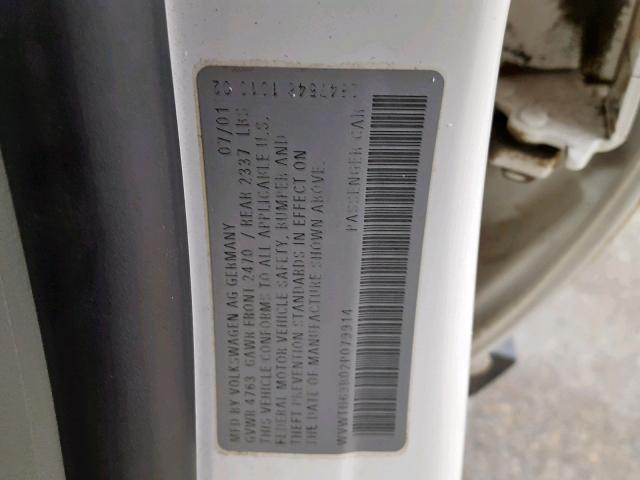 MFD BY VOLKSWAGEN AG GERMANY 07/01
GVWR 4763 GAWR FRONT 2470 / REAR 2337 LBS
THIS VEHICLE CONFORMS TO ALL APPLICABLE U.S.
FEDERAL MOTOR VEHICLE SAFETY, BUMPER AND
THEFT PREVENTION STANDARDS IN EFFECT ON
THE DATE OF MANUFACTURE SHOWN ABOVE.
PASSENGER CAR